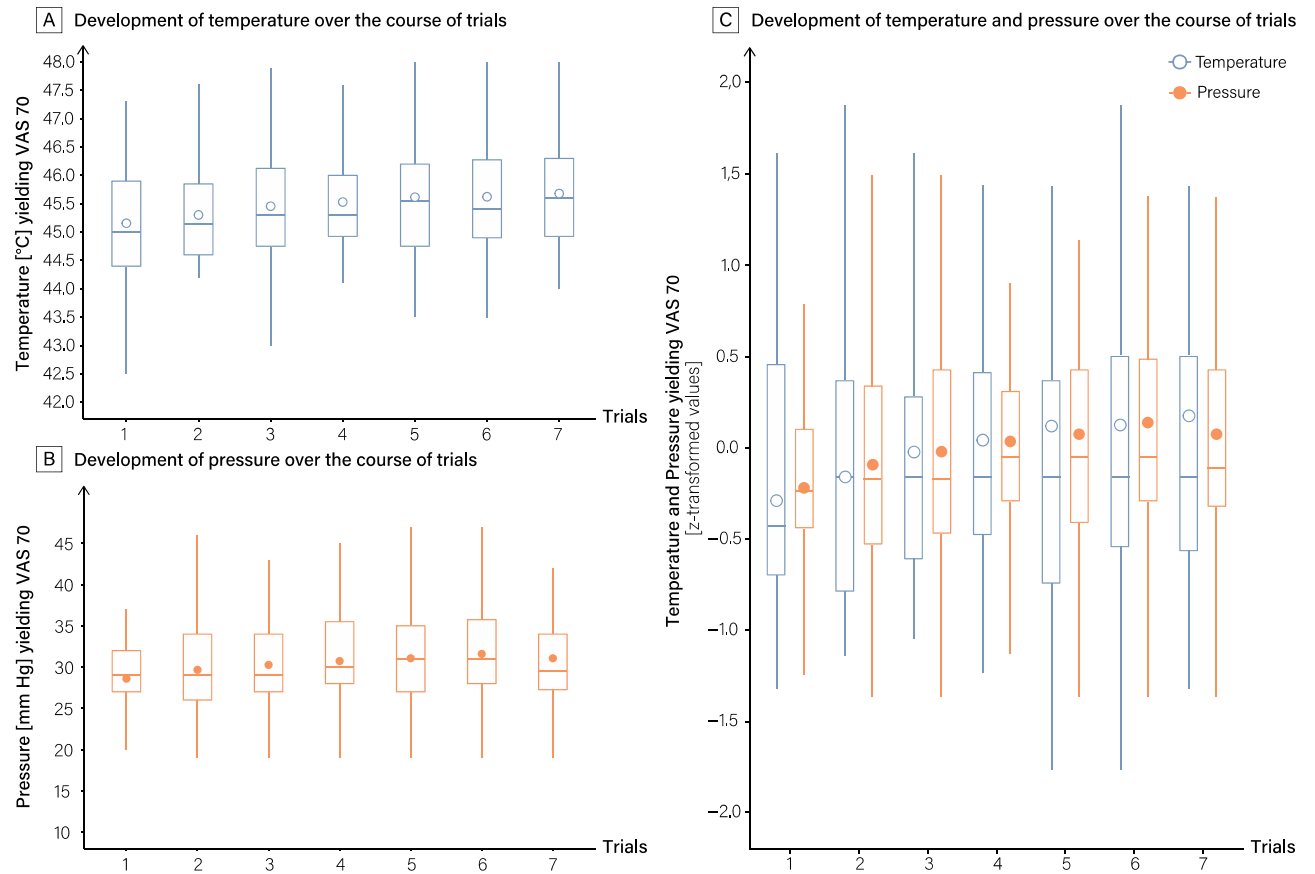 A Development of temperature over the course of trials
Temperature [°C] yielding VAS 70
48.0
47.5
47.0
46.5
46.0
45.5
45.0
44.5
44.0
43.5
43.0
42.5
42.0
1 2 3 4 5 6 7
Trials
B Development of pressure over the course of trials
Pressure [mm Hg] yielding VAS 70
45
40
35
30
25
20
15
10
1 2 3 4 5 6 7
Trials
C Development of temperature and pressure over the course of trials
Temperature
Pressure
Temperature and Pressure yielding VAS 70
[z-transformed values]
2,0
1,5
1.0
0.5
0.0
−0.5
−1.0
−1.5
−2.0
1 2 3 4 5 6 7
Trials